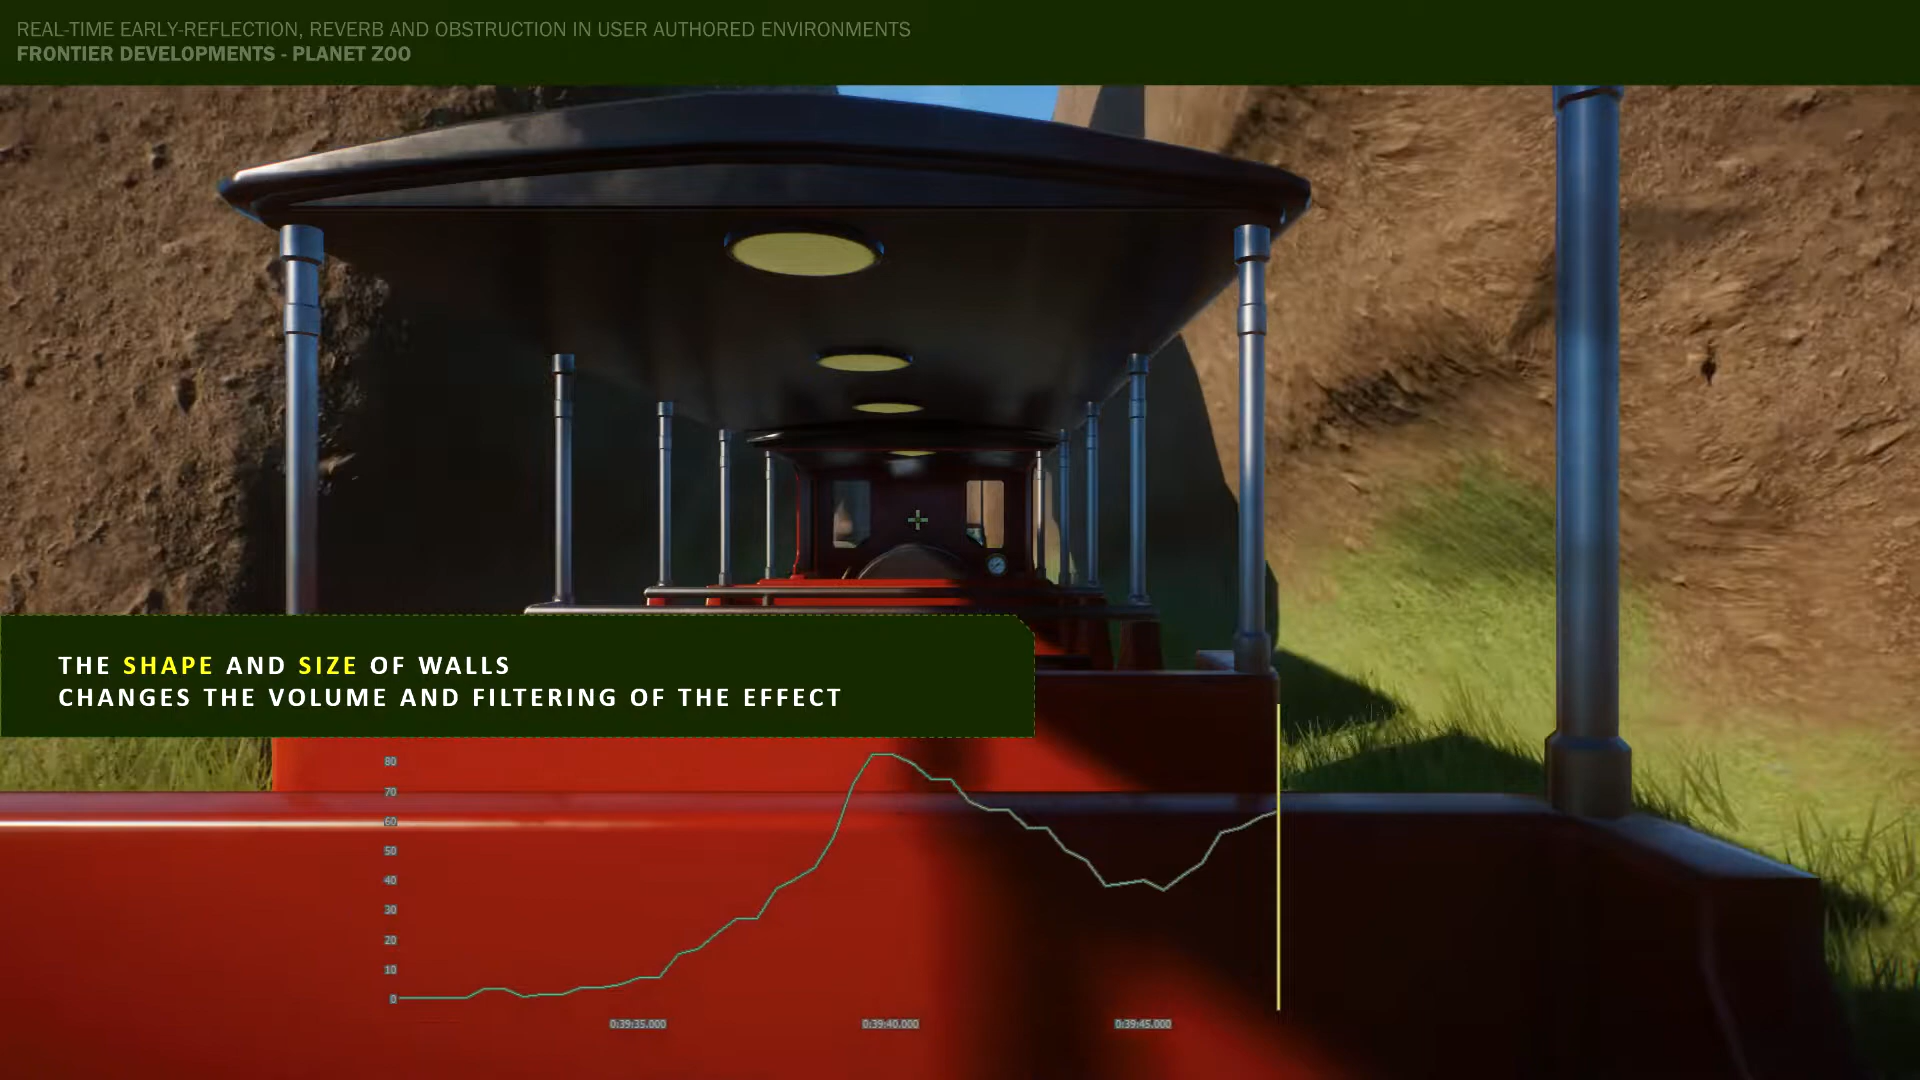 REAL-TIME EARLY-REFLECTION, REVERB AND OBSTRUCTION IN USER AUTHORED ENVIRONMENTS
FRONTIER DEVELOPMENTS - PLANET ZOO
THE SHAPE AND SIZE OF WALLS
CHANGES THE VOLUME AND FILTERING OF THE EFFECT
80
70
60
50
40
30
20
10
0
0:39:35.000 0:39:40.000 0:39:45.000